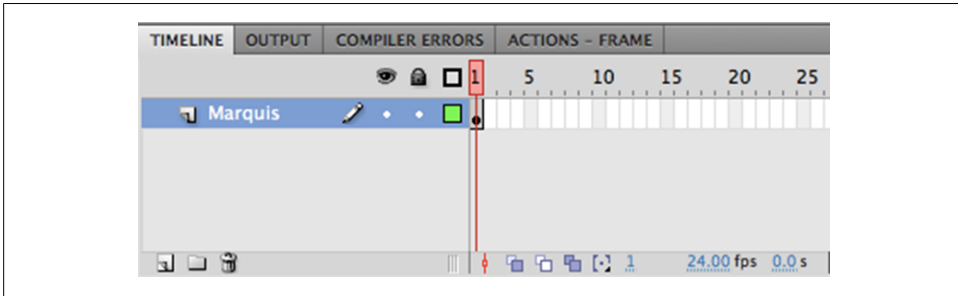 TIMELINE OUTPUT COMPILER ERRORS ACTIONS – FRAME
1 5 10 15 20 25
Marquis
1 24.00 fps 0.0 s